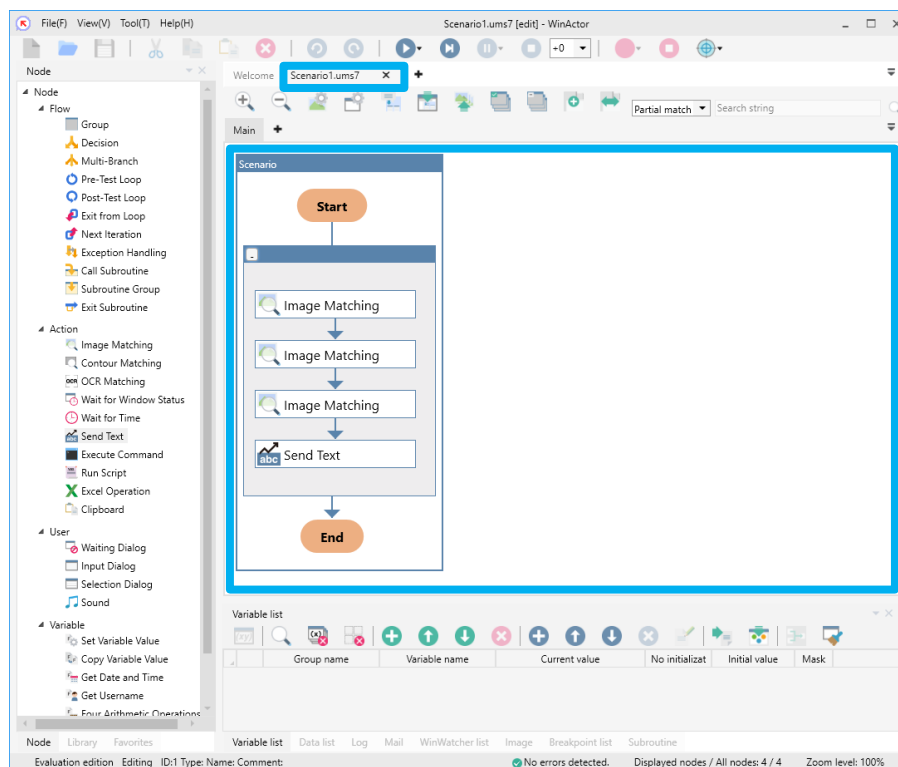 File(F) View(V) Tool(T) Help(H) Scenario1.ums7 [edit] - WinActor
+0
Node
Welcome Scenario1.ums7
Node
Flow
Group
Decision
Multi-Branch
Pre-Test Loop
Post-Test Loop
Exit from Loop
Next Iteration
Exception Handling
Call Subroutine
Subroutine Group
Exit Subroutine
Action
Image Matching
Contour Matching
OCR Matching
Wait for Window Status
Wait for Time
Send Text
Execute Command
Run Script
Excel Operation
Clipboard
User
Waiting Dialog
Input Dialog
Selection Dialog
Sound
Variable
Set Variable Value
Copy Variable Value
Get Date and Time
Get Username
Four Arithmetic Operations
Node Library Favorites
Partial match Search string
Main
Scenario
Start
Image Matching
Image Matching
Image Matching
abc Send Text
End
Variable list
Group name Variable name Current value No initializat Initial value Mask
Variable list Data list Log Mail WinWatcher list Image Breakpoint list Subroutine
Evaluation edition Editing ID:1 Type: Name: Comment: No errors detected. Displayed nodes / All nodes: 4 / 4 Zoom level: 100%